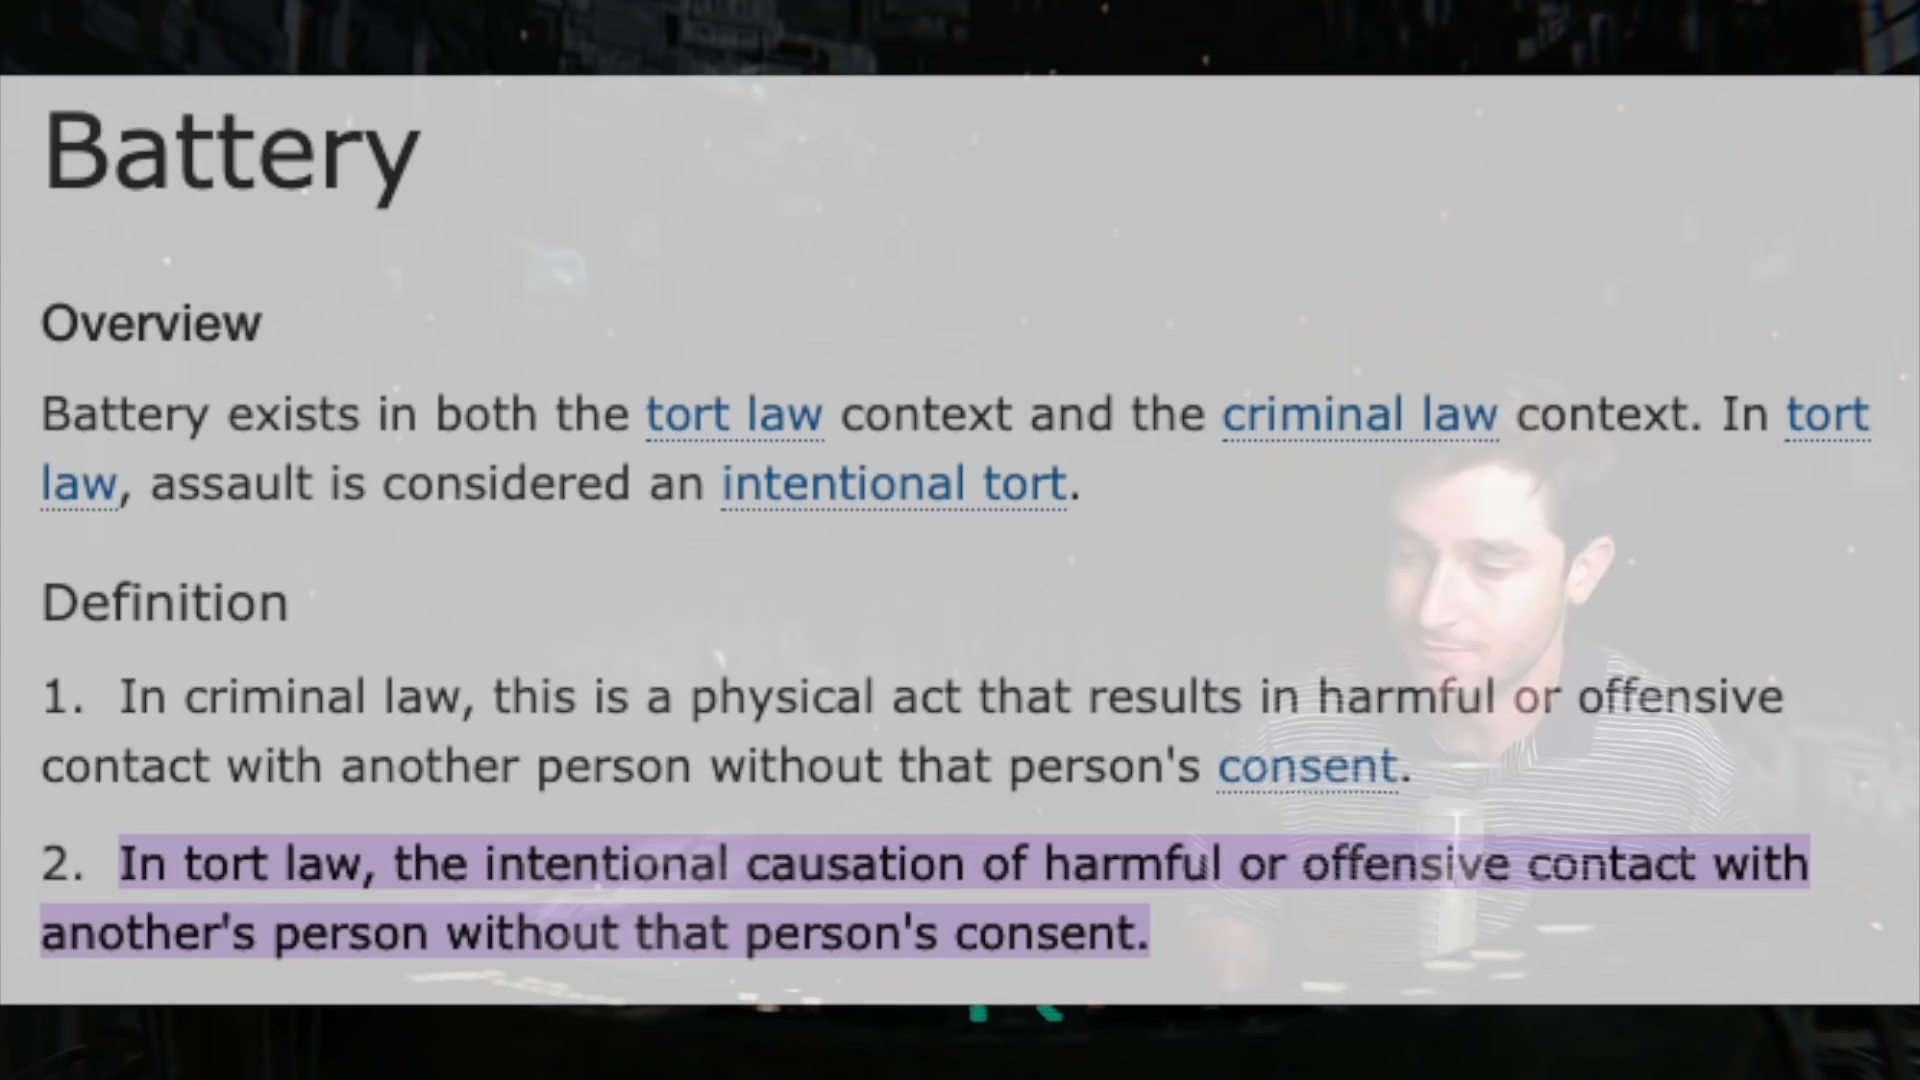 Battery
Overview
Battery exists in both the tort law context and the criminal law context. In tort
law, assault is considered an intentional tort.
Definition
1. In criminal law, this is a physical act that results in harmful or offensive
contact with another person without that person's consent.
2. In tort law, the intentional causation of harmful or offensive contact with
another's person without that person's consent.